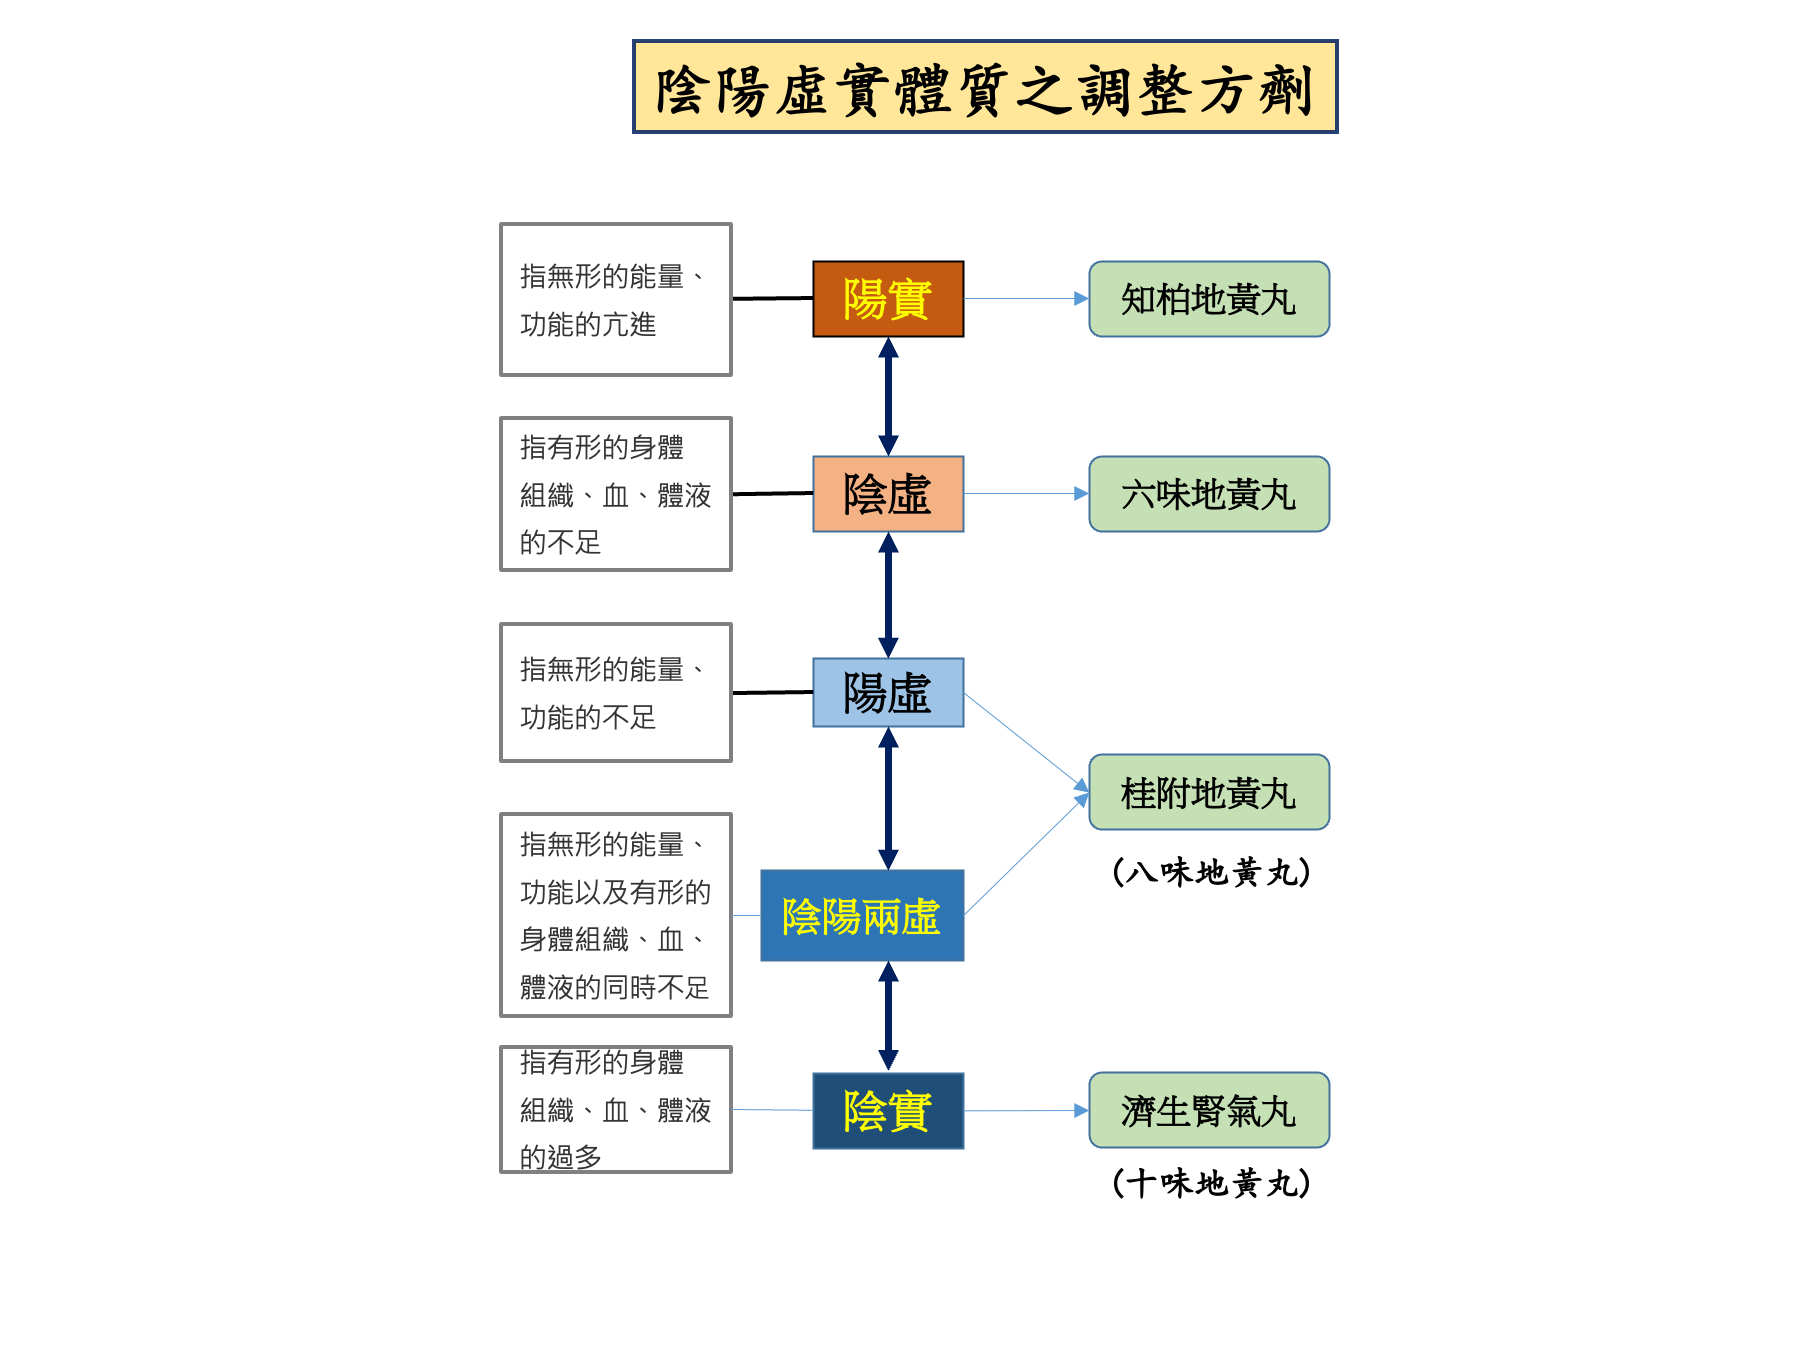 陰陽虛實體質之調整方劑
指無形的能量、
功能的亢進
陽實
知柏地黃丸
指有形的身體
組織、血、體液
的不足
陰虛
六味地黃丸
指無形的能量、
功能的不足
陽虛
桂附地黃丸
(八味地黃丸)
指無形的能量、
功能以及有形的
身體組織、血、
體液的同時不足
陰陽兩虛
指有形的身體
組織、血、體液
的過多
陰實
濟生腎氣丸
(十味地黃丸)